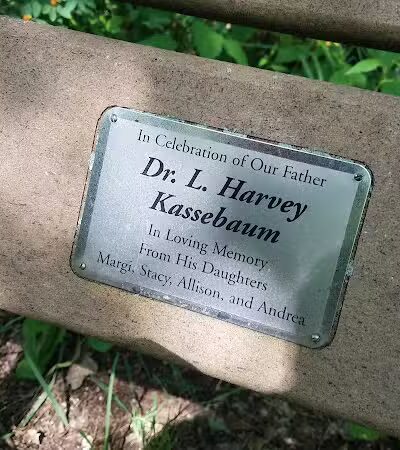 In Celebration of Our Father
Dr. L. Harvey
Kassebaum
In Loving Memory
From His Daughters
Margi, Stacy, Allison, and Andrea